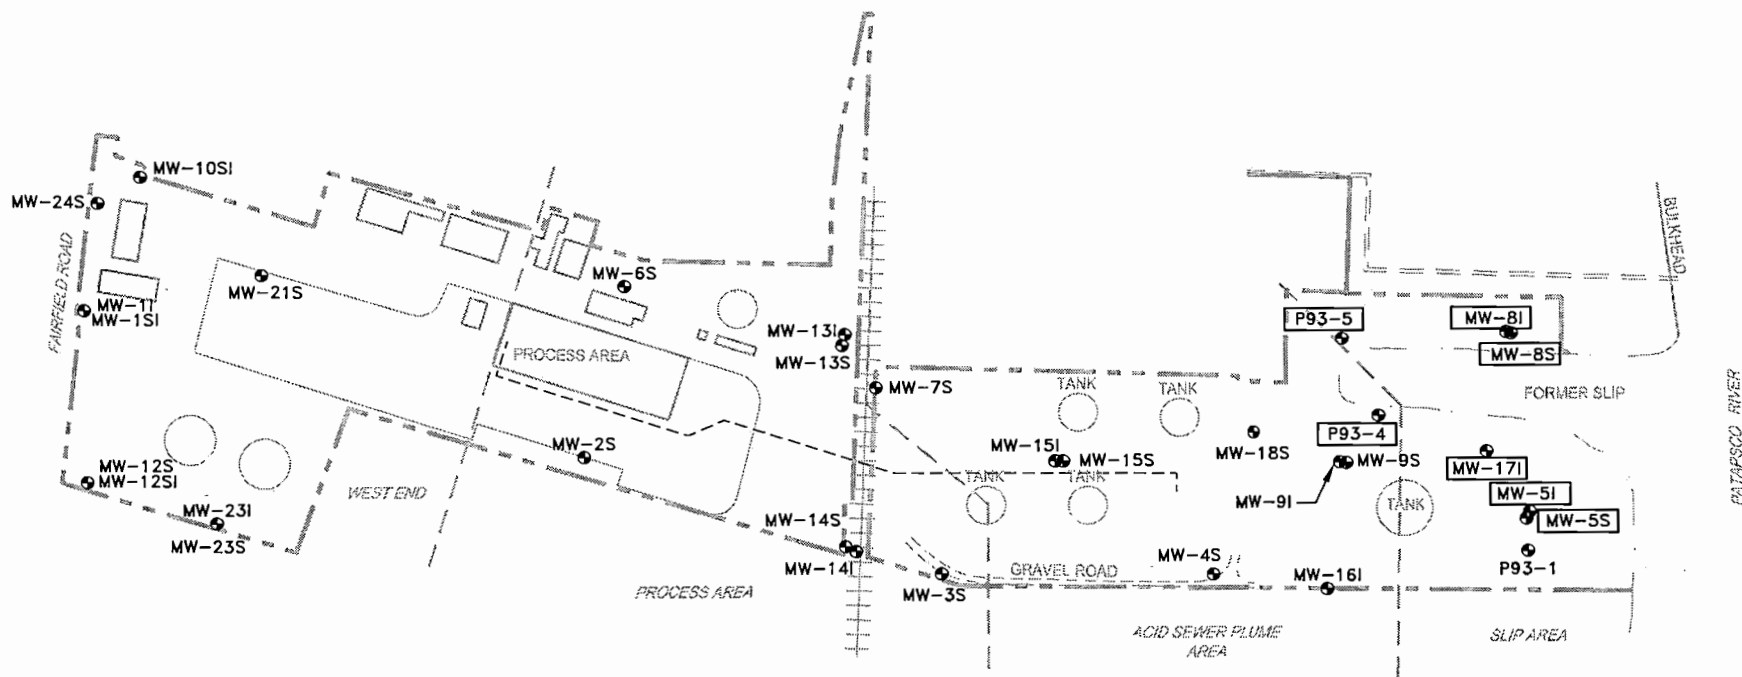 MW-10SI
MW-24S
BULKHEAD
FAIRFIELD ROAD
MW-6S
MW-21S
MW-1I
MW-1SI
P93-5
MW-8I
MW-13I
MW-8S
PROCESS AREA
MW-13S
MW-7S
TANK
TANK
FORMER SLIP
PATAPSCO RIVER
P93-4
MW-2S
MW-15I
MW-15S
MW-18S
MW-9S
MW-12S
MW-12SI
MW-17I
TANK
TANK
WEST END
MW-9I
MW-5I
TANK
MW-23I
MW-14S
MW-5S
MW-23S
MW-4S
MW-14I
GRAVEL ROAD
P93-1
MW-16I
PROCESS AREA
MW-3S
ACID SEWER PLUME
AREA
SLIP AREA